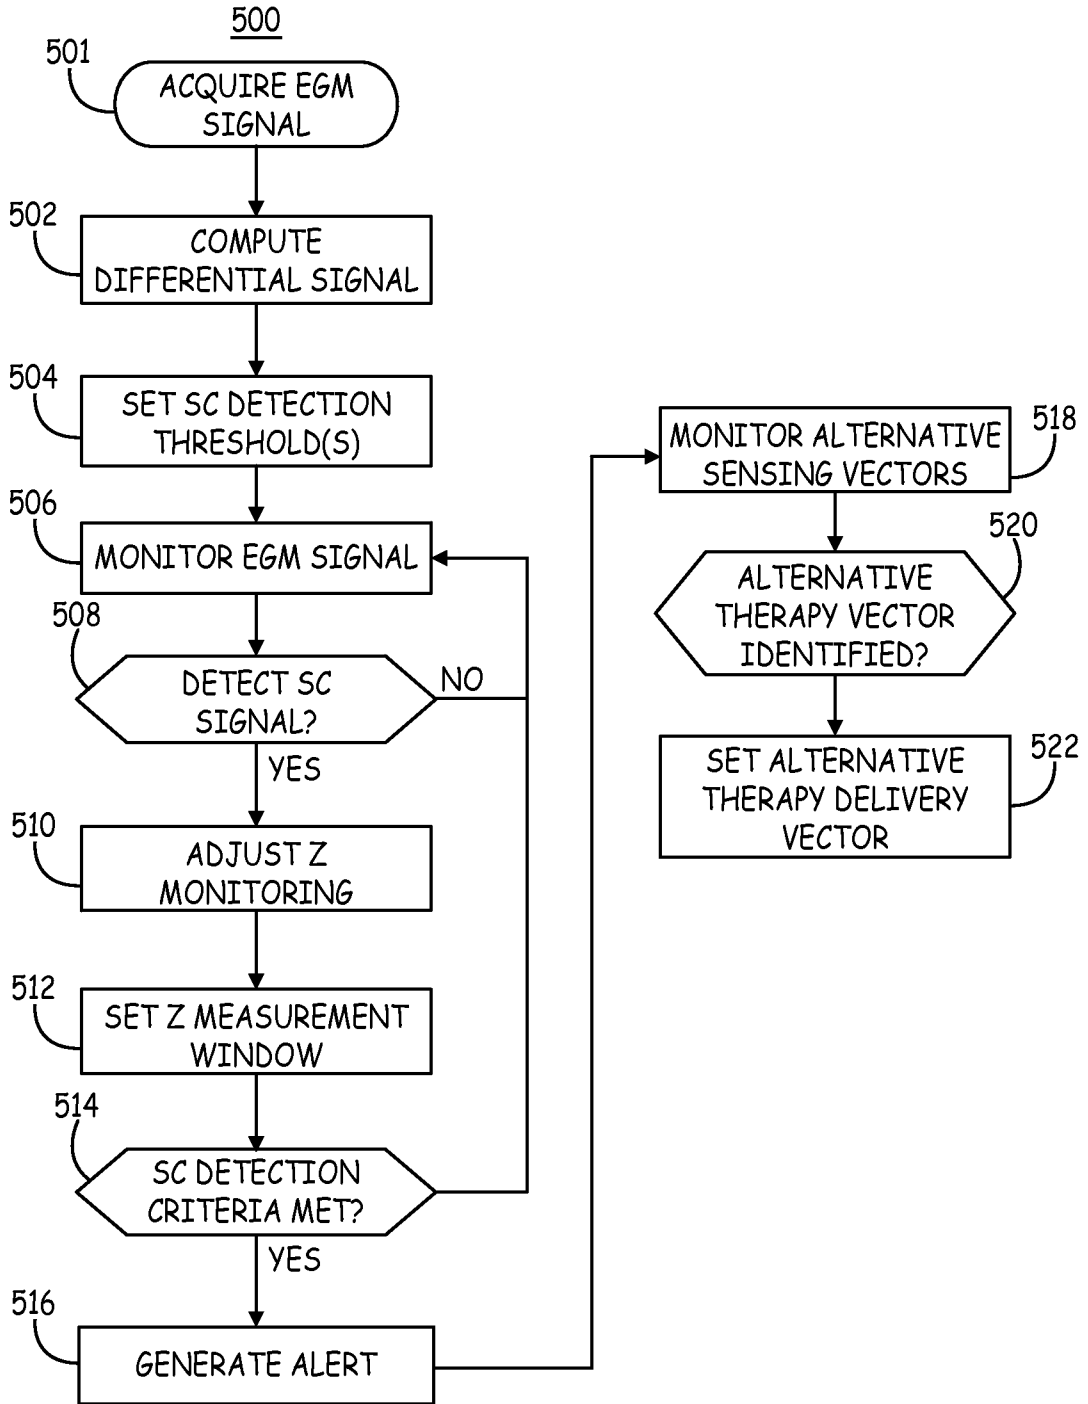 500
501
ACQUIRE EGM
SIGNAL
502
COMPUTE
DIFFERENTIAL SIGNAL
504
SET SC DETECTION
THRESHOLD(S)
506
MONITOR EGM SIGNAL
508
DETECT SC
SIGNAL?
NO
YES
510
ADJUST Z
MONITORING
512
SET Z MEASUREMENT
WINDOW
514
SC DETECTION
CRITERIA MET?
YES
516
GENERATE ALERT
MONITOR ALTERNATIVE
SENSING VECTORS
518
520
ALTERNATIVE
THERAPY VECTOR
IDENTIFIED?
522
SET ALTERNATIVE
THERAPY DELIVERY
VECTOR